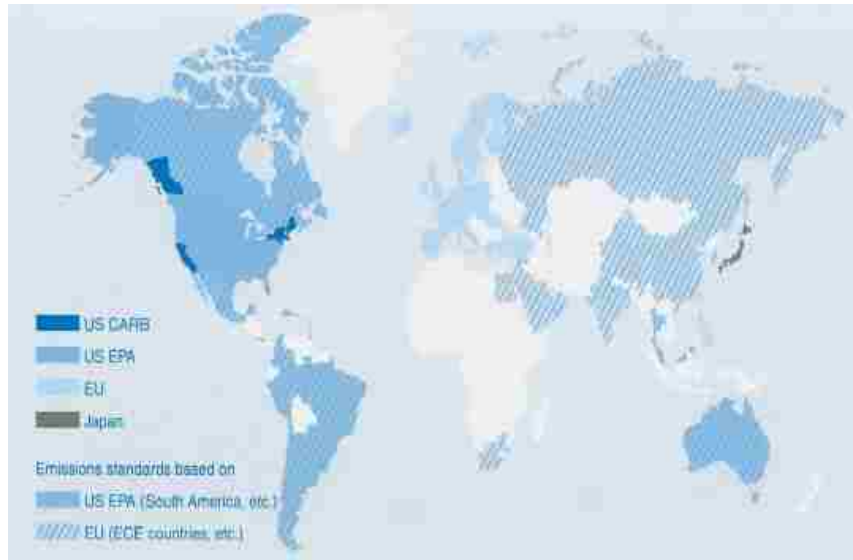 US CARB
US EPA
EU
Japan
Emissions standards based on
US EPA (South America, etc.)
EU (ECE countries, etc.)